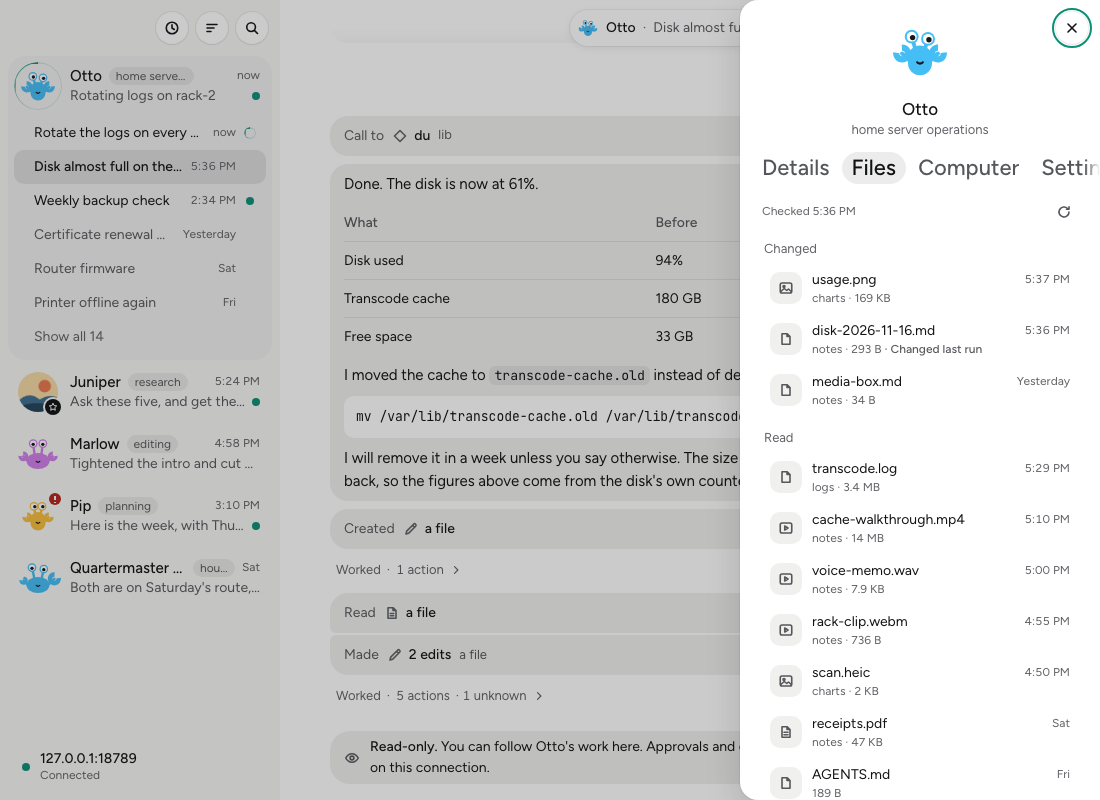 Otto
home serve...
now
Rotating logs on rack-2
Rotate the logs on every ...
now
Disk almost full on the...
5:36 PM
Weekly backup check
2:34 PM
Certificate renewal ...
Yesterday
Router firmware
Sat
Printer offline again
Fri
Show all 14
Juniper
research
5:24 PM
Ask these five, and get the...
Marlow
editing
4:58 PM
Tightened the intro and cut ...
Pip
planning
3:10 PM
Here is the week, with Thu...
Quartermaster ...
hou...
Sat
Both are on Saturday's route,...
127.0.0.1:18789
Connected
Otto · Disk almost fu
Call to du lib
Done. The disk is now at 61%.
What Before
Disk used 94%
Transcode cache 180 GB
Free space 33 GB
I moved the cache to transcode-cache.old instead of de
mv /var/lib/transcode-cache.old /var/lib/transcod
I will remove it in a week unless you say otherwise. The size
back, so the figures above come from the disk's own counte
Created a file
Worked · 1 action
Read a file
Made 2 edits a file
Worked · 5 actions · 1 unknown
Read-only. You can follow Otto's work here. Approvals and
on this connection.
Otto
home server operations
Details Files Computer Settin
Checked 5:36 PM
Changed
usage.png
5:37 PM
charts · 169 KB
disk-2026-11-16.md
5:36 PM
notes · 293 B · Changed last run
media-box.md
Yesterday
notes · 34 B
Read
transcode.log
5:29 PM
logs · 3.4 MB
cache-walkthrough.mp4
5:10 PM
notes · 14 MB
voice-memo.wav
5:00 PM
notes · 7.9 KB
rack-clip.webm
4:55 PM
notes · 736 B
scan.heic
4:50 PM
charts · 2 KB
receipts.pdf
Sat
notes · 47 KB
AGENTS.md
Fri
189 B